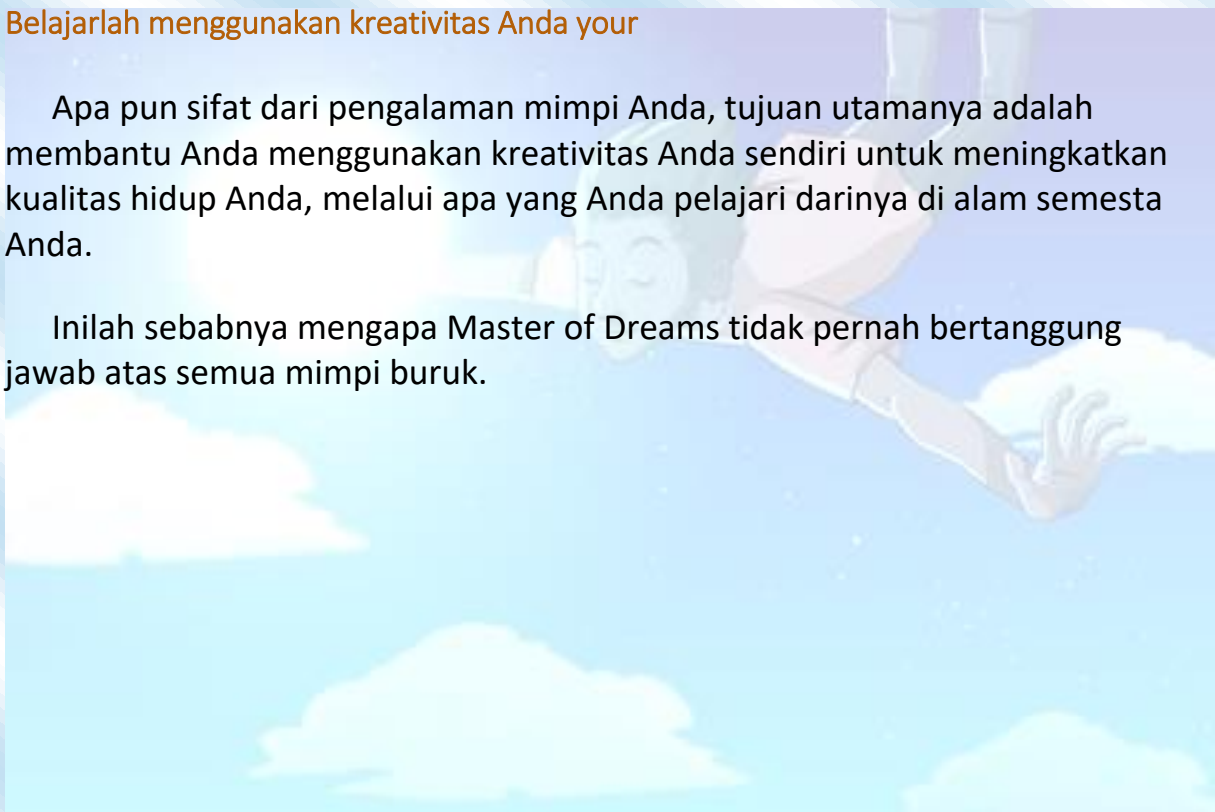 Belajarlah menggunakan kreativitas Anda your
Apa pun sifat dari pengalaman mimpi Anda, tujuan utamanya adalah
membantu Anda menggunakan kreativitas Anda sendiri untuk meningkatkan
kualitas hidup Anda, melalui apa yang Anda pelajari darinya di alam semesta
Anda.
Inilah sebabnya mengapa Master of Dreams tidak pernah bertanggung
jawab atas semua mimpi buruk.